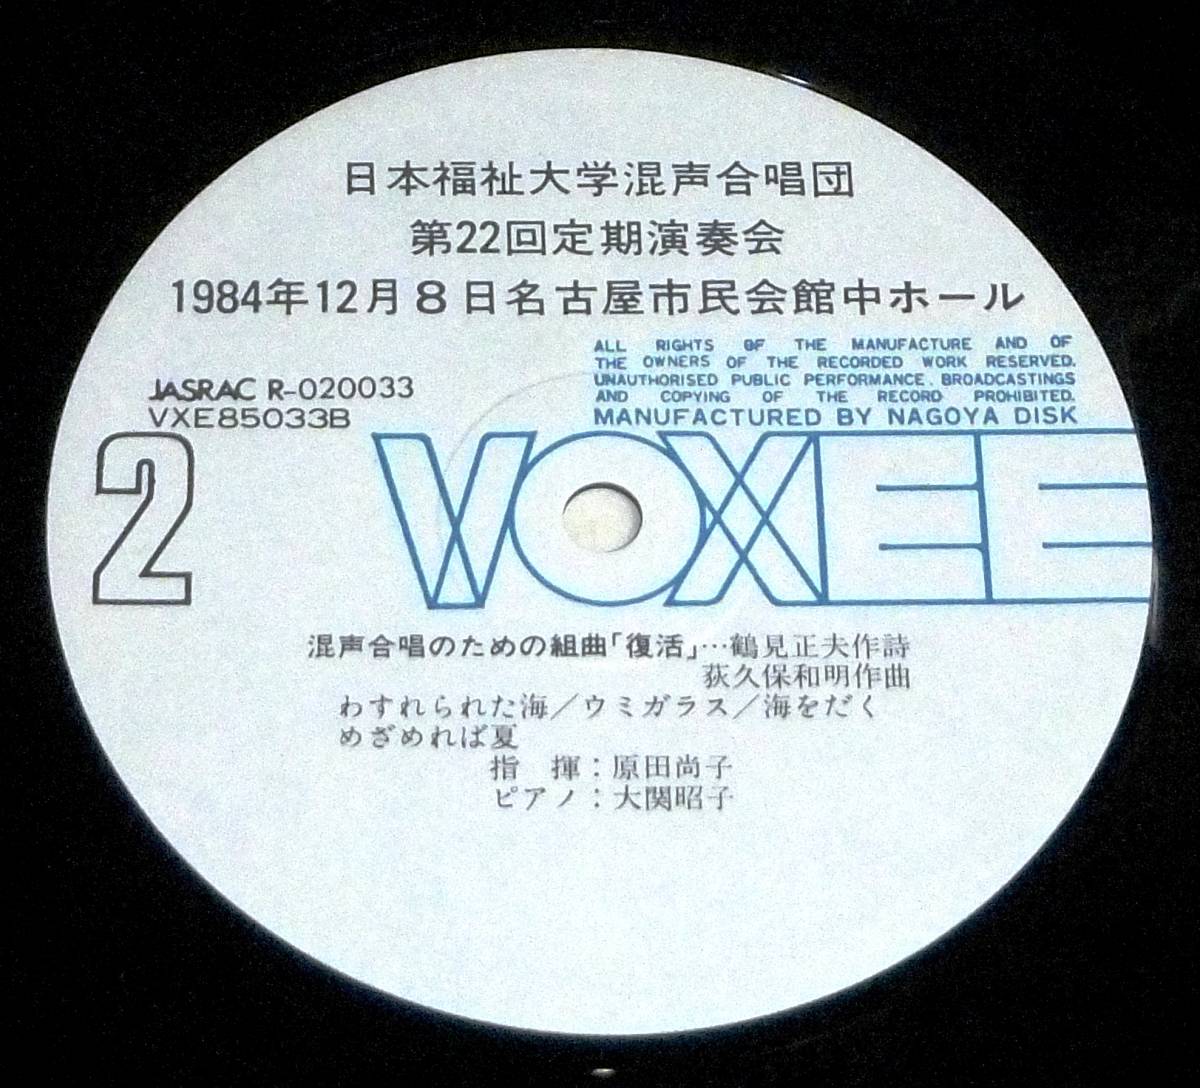 日本福祉大学混声合唱団
第22回定期演奏会
1984年12月8日名古屋市民会館中ホール
ALL RIGHTS OF THE MANUFACTURE AND OF
THE OWNERS OF THE RECORDED WORK RESERVED.
UNAUTHORISED PUBLIC PERFORMANCE. BROADCASTINGS
AND COPYING OF THE RECORD PROHIBITED.
MANUFACTURED BY NAGOYA DISK
JASRAC R-020033
VXE85033B
2
VOXEE
混声合唱のための組曲「復活」…鶴見正夫作詩
荻久保和明作曲
わすれられた海／ウミガラス／海をだく
めざめれば夏
指　揮：原田尚子
ピアノ：大関昭子